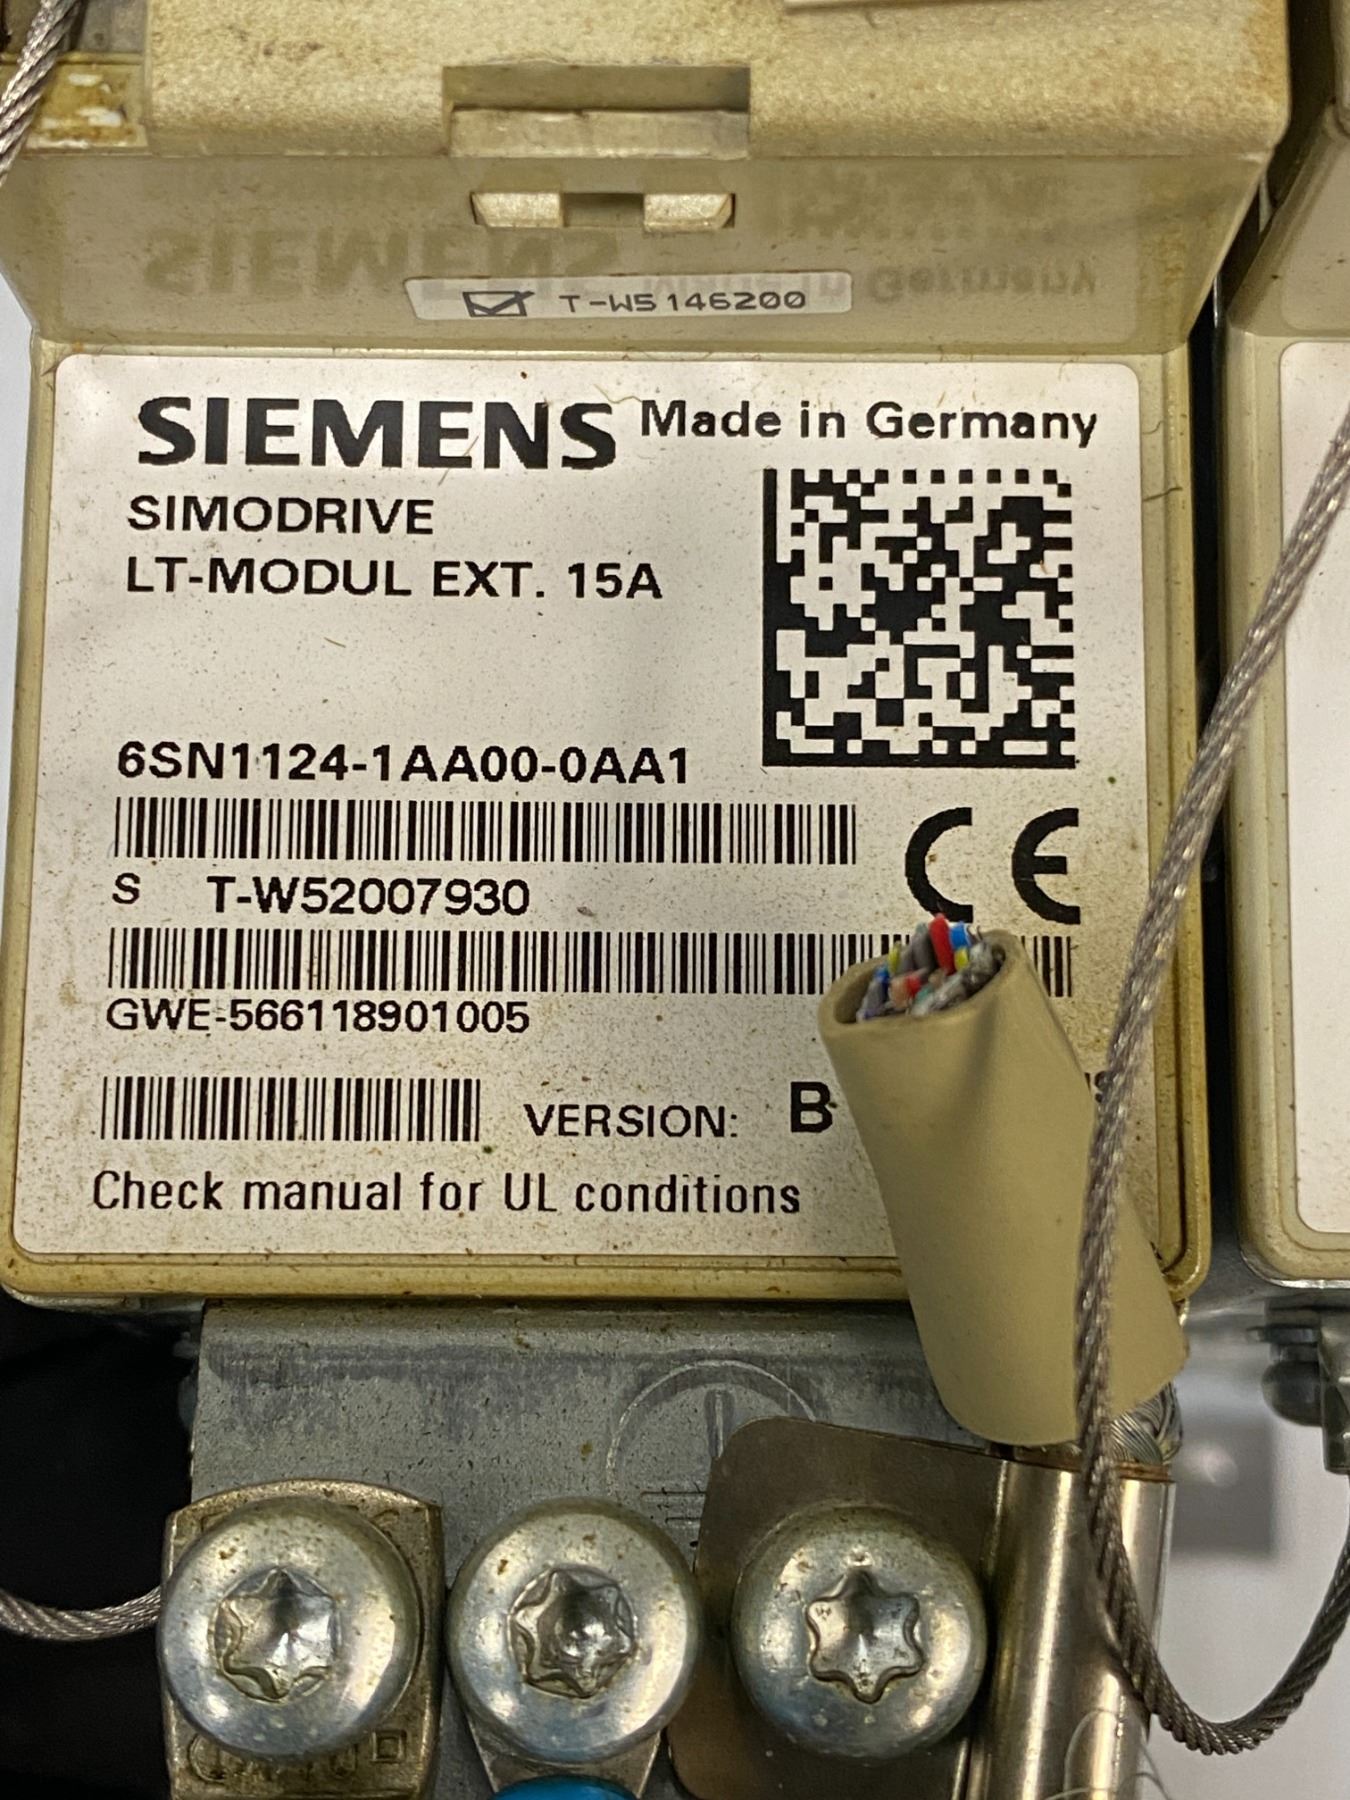 T-W5146200
SIEMENS Made in Germany
SIMODRIVE
LT-MODUL EXT. 15A
6SN1124-1AA00-0AA1
S T-W52007930
GWE-566118901005
VERSION: B
Check manual for UL conditions